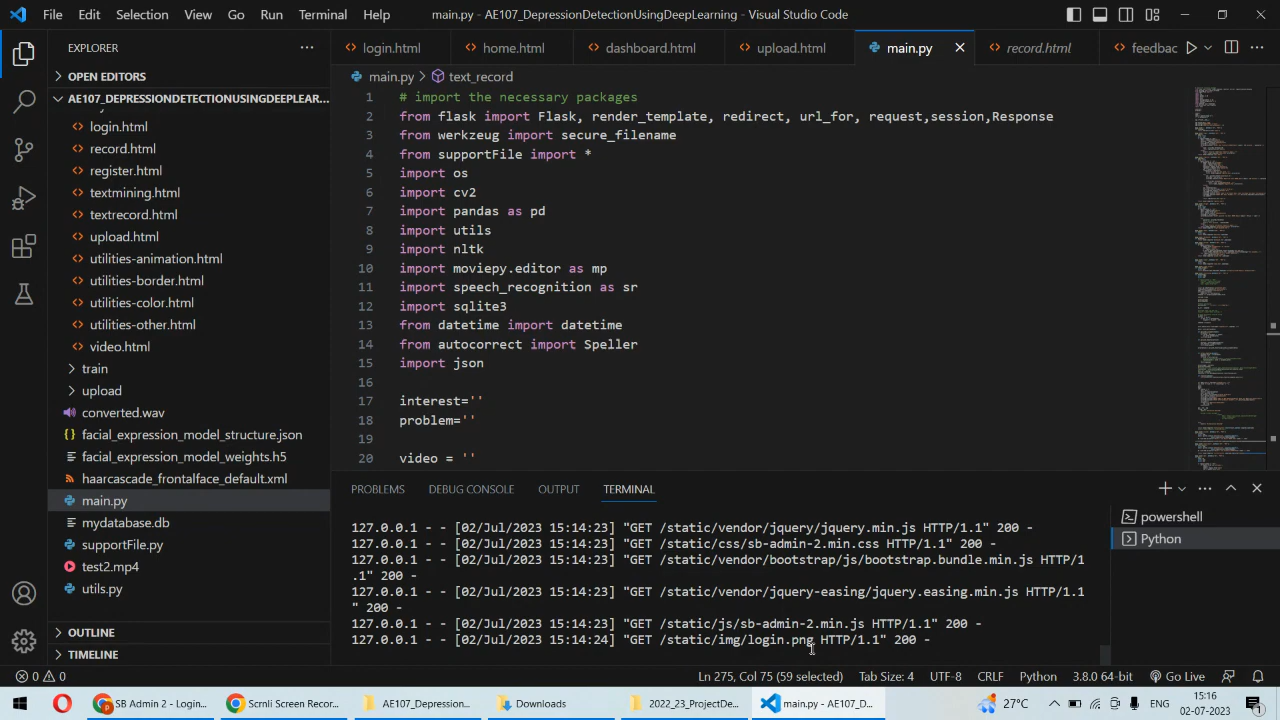 File Edit Selection View Go Run Terminal Help main.py - AE107_DepressionDetectionUsingDeepLearning - Visual Studio Code
EXPLORER
login.html home.html dashboard.html upload.html main.py record.html feedbac
OPEN EDITORS
main.py > text_record
AE107_DEPRESSIONDETECTIONUSINGDEEPLEAR...
login.html
record.html
register.html
textmining.html
textrecord.html
upload.html
utilities-animation.html
utilities-border.html
utilities-color.html
utilities-other.html
video.html
train
upload
converted.wav
facial_expression_model_structure.json
facial_expression_model_weights.h5
haarcascade_frontalface_default.xml
main.py
mydatabase.db
supportFile.py
test2.mp4
utils.py
OUTLINE
TIMELINE
1 # import the necessary packages
2 from flask import Flask, render_template, redirect, url_for, request,session,Response
3 from werkzeug import secure_filename
4 from supportFile import *
5 import os
6 import cv2
7 import pandas as pd
8 import utils
9 import nltk
10 import moviepy.editor as mp
11 import speech_recognition as sr
12 import sqlite3
13 from datetime import datetime
14 from autocorrect import Speller
15 import json
16
17 interest=''
18 problem=''
19
20 video = ''
PROBLEMS DEBUG CONSOLE OUTPUT TERMINAL
127.0.0.1 - - [02/Jul/2023 15:14:23] "GET /static/vendor/jquery/jquery.min.js HTTP/1.1" 200 -
127.0.0.1 - - [02/Jul/2023 15:14:23] "GET /static/css/sb-admin-2.min.css HTTP/1.1" 200 -
127.0.0.1 - - [02/Jul/2023 15:14:23] "GET /static/vendor/bootstrap/js/bootstrap.bundle.min.js HTTP/1
.1" 200 -
127.0.0.1 - - [02/Jul/2023 15:14:23] "GET /static/vendor/jquery-easing/jquery.easing.min.js HTTP/1.1
" 200 -
127.0.0.1 - - [02/Jul/2023 15:14:23] "GET /static/js/sb-admin-2.min.js HTTP/1.1" 200 -
127.0.0.1 - - [02/Jul/2023 15:14:24] "GET /static/img/login.png HTTP/1.1" 200 -
powershell
Python
0 0 Ln 275, Col 75 (55 selected) Tab Size: 4 UTF-8 CRLF Python 3.8.0 64-bit Go Live
SB Admin 2 - Login... Scrnli Screen Recor... AE107_Depression... Downloads 2022_23_ProjectDe... main.py - AE107_D... 27°C ENG 15:16
02-07-2023
1